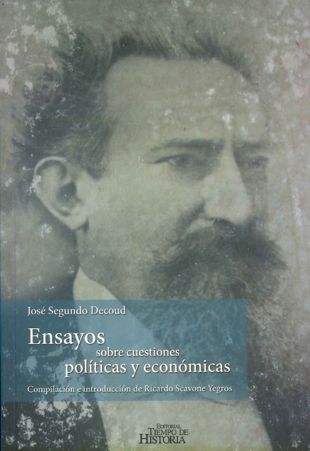 José Segundo Decoud
Ensayos
sobre cuestiones
políticas y económicas
Compilación e introducción de Ricardo Scavone Yegros
EDITORIAL
TIEMPO DE
HISTORIA